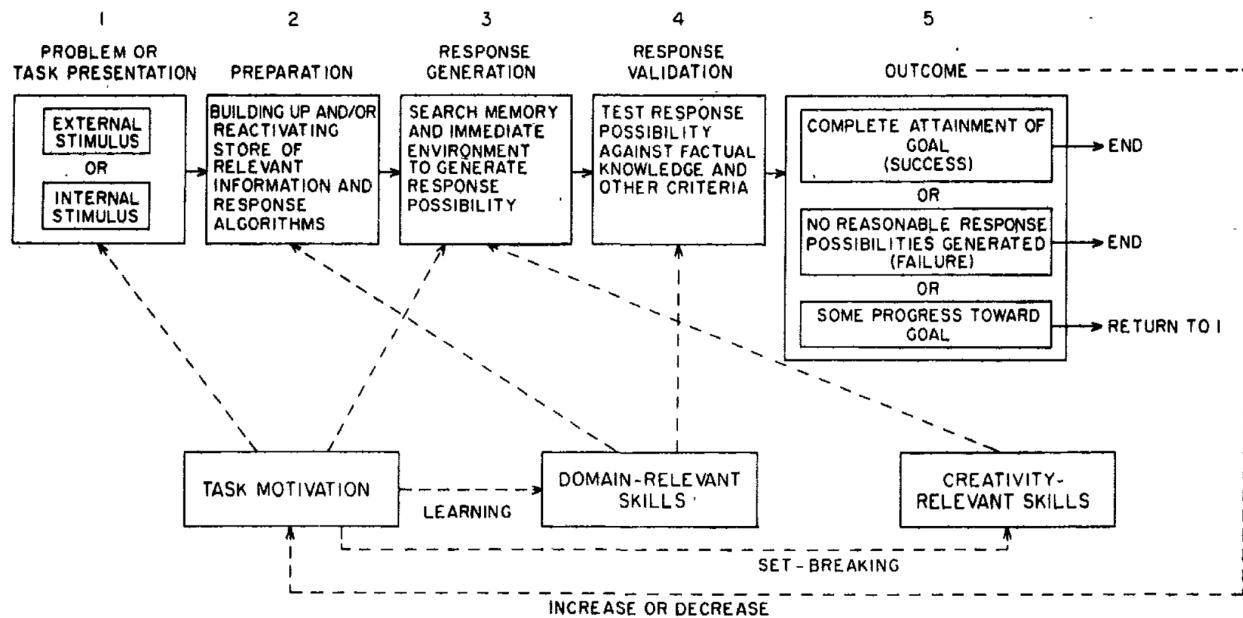 1
2
3
4
5
PROBLEM OR
TASK PRESENTATION
PREPARATION
RESPONSE
GENERATION
RESPONSE
VALIDATION
OUTCOME
EXTERNAL
STIMULUS
OR
INTERNAL
STIMULUS
BUILDING UP AND/OR
REACTIVATING
STORE OF
RELEVANT
INFORMATION AND
RESPONSE
ALGORITHMS
SEARCH MEMORY
AND IMMEDIATE
ENVIRONMENT
TO GENERATE
RESPONSE
POSSIBILITY
TEST RESPONSE
POSSIBILITY
AGAINST FACTUAL
KNOWLEDGE AND
OTHER CRITERIA
COMPLETE ATTAINMENT OF
GOAL
(SUCCESS)
END
OR
NO REASONABLE RESPONSE
POSSIBILITIES GENERATED
(FAILURE)
END
OR
SOME PROGRESS TOWARD
GOAL
RETURN TO 1
TASK MOTIVATION
LEARNING
DOMAIN-RELEVANT
SKILLS
CREATIVITY-
RELEVANT SKILLS
SET-BREAKING
INCREASE OR DECREASE